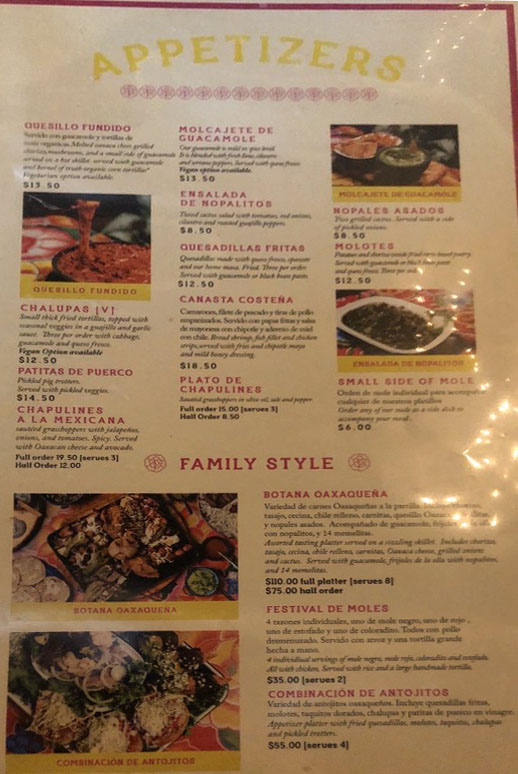 APPETIZERS
QUESILLO FUNDIDO
Servido con guacamole y tortillas de
maiz organicas. Melted oaxaca chos grilled
chorizo, mushrooms, and a small side of guacamole
served on a hot skillet. served with guacamole
and kernel of truth organic corn tortillas*
Vegetarian option available
$13.50
QUESILLO FUNDIDO
CHALUPAS [V]
Small thick fried tortillas, topped with
seasoned veggies in a guajillo and garlic
sauce. Three per order with cabbage,
guacamole and queso fresco.
Vegan Option available
$12.50
PATITAS DE PUERCO
Pickled pig trotters.
Served with pickled veggies.
$14.50
CHAPULINES
A LA MEXICANA
sautéed grasshoppers with jalapeños,
onions, and tomatoes. Spicy. Served
with Oaxacan cheese and avocado.
Full order 19.50 [serves 3]
Half Order 12.00
MOLCAJETE DE
GUACAMOLE
Our guacamole is mild to spice level.
It is blended with fresh lime, cilantro
and serrano peppers. Served with queso fresco.
Vegan option available.
$13.50
ENSALADA
DE NOPALITOS
Diced cactus salad with tomatoes, red onions,
cilantro and roasted guajillo peppers.
$8.50
QUESADILLAS FRITAS
Quesadillas made with queso fresco, epazote
and our home masa. Fried. Three per order.
Served with guacamole or black bean paste.
$12.50
CANASTA COSTEÑA
Camarones, filete de pescado y tiras de pollo
empanizados. Servido con papas fritas y salsa
de mayonesa con chipotle y aderezo de miel
con chile. Bread shrimp, fish fillet and chicken
strips, served with fries and chipotle mayo
and mild honey dressing.
$18.50
PLATO DE
CHAPULINES
Sauteed grasshoppers in olive oil, salt and pepper.
Full order 15.00 [serves 3]
Half Order 8.50
MOLCAJETE DE GUACAMOLE
NOPALES ASADOS
Two grilled cactus. Served with a side
of pickled onions.
$8.50
MOLOTES
Potatoes and chorizo inside fried corn-based pastry.
Served with guacamole or black bean paste
and queso fresco. Three per order.
$12.50
ENSALADA DE NOPALITOS
SMALL SIDE OF MOLE
Orden de mole individual para acompañar
cualquier de nuestros platillos
Order any of our mole as a side dish to
accompany your meal.
$6.00
FAMILY STYLE
BOTANA OAXAQUEÑA
BOTANA OAXAQUEÑA
Variedad de carnes Oaxaqueñas a la parrilla. Incluye chorizo,
tasajo, cecina, chile relleno, carnitas, quesillo Oaxaca,
y nopales asados. Acompañado de guacamole, frijoles
con nopalitos, y 14 memelitas.
Assorted tasting platter served on a sizzling skillet. Includes chorizo,
tasajo, cecina, chile relleno, carnitas, Oaxaca cheese, grilled onions
and cactus. Served with guacamole, frijoles de la olla with nopalitos,
and 14 memelitas.
$110.00 full platter [serves 8]
$75.00 half order
FESTIVAL DE MOLES
4 tazones individuales, uno de mole negro, uno de rojo ,
uno de estofado y uno de coloradito. Todos con pollo
desmenuzado. Servido con arroz y una tortilla grande
hecha a mano.
4 individual servings of mole negro, mole rojo, coloradito and estofado.
All with chicken. Served with rice and a large handmade tortilla.
$35.00 [serves 2]
COMBINACIÓN DE ANTOJITOS
COMBINACIÓN DE ANTOJITOS
Variedad de antojitos oaxaqueños. Incluye quesadillas fritas,
molotes, taquitos dorados, chalupas y patitas de puerco en vinagre.
Appetizer platter with fried quesadillas, molotes, taquitos, chalupas
and pickled trotters.
$55.00 [serves 4]